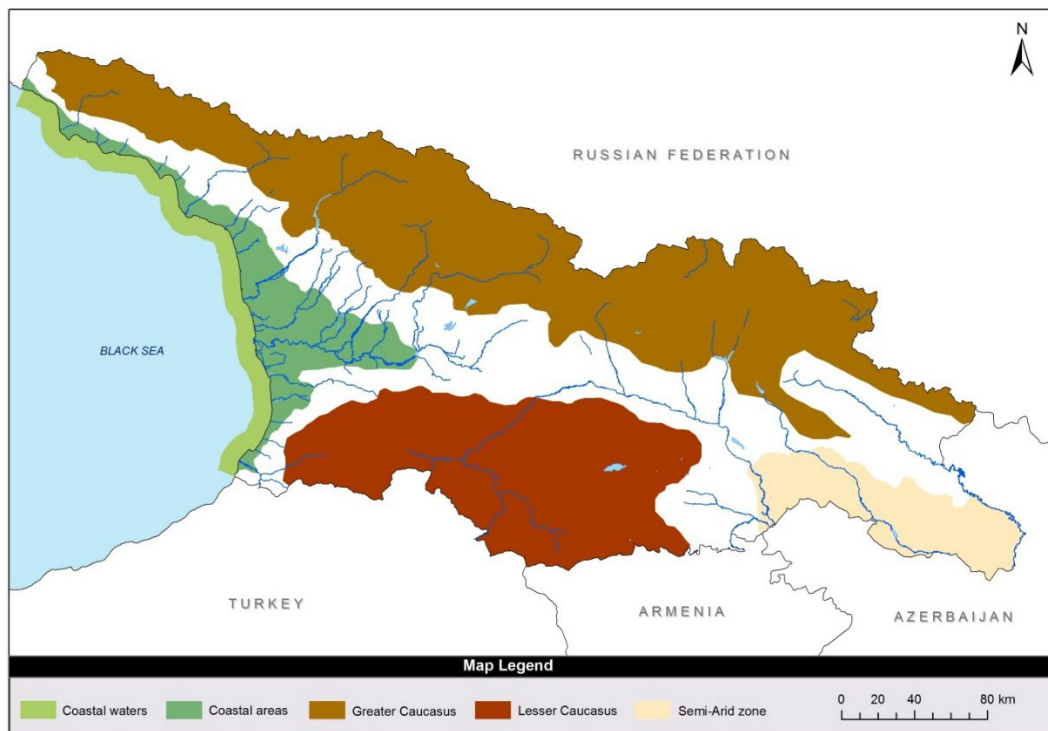 N
RUSSIAN FEDERATION
BLACK SEA
TURKEY
ARMENIA
AZERBAIJAN
Map Legend
Coastal waters
Coastal areas
Greater Caucasus
Lesser Caucasus
Semi-Arid zone
0 20 40 80 km